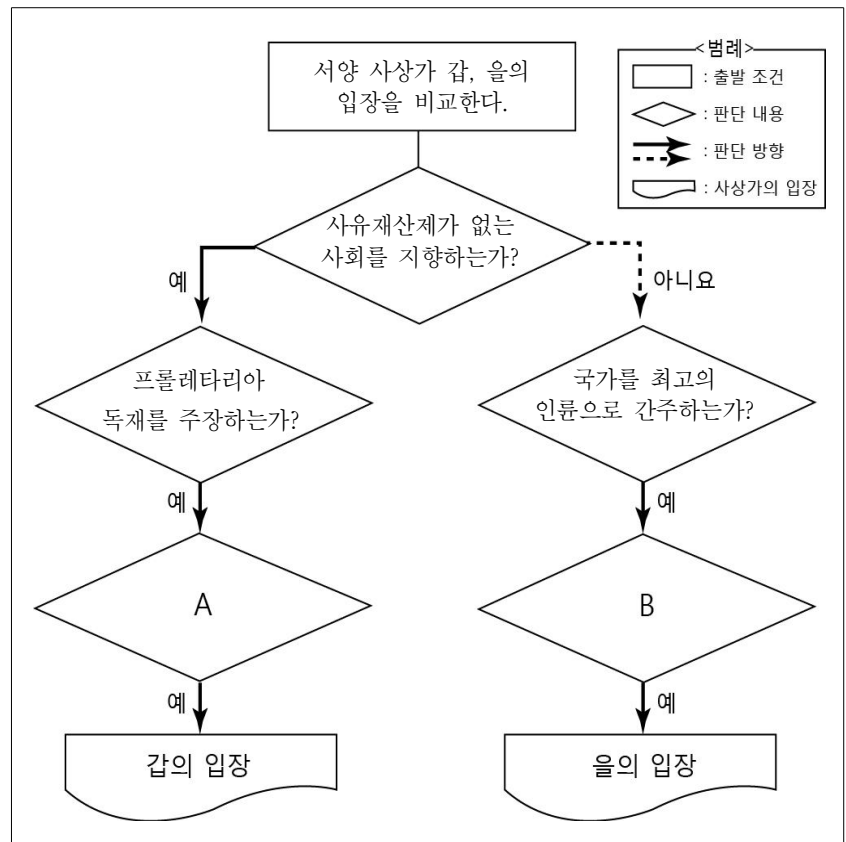 서양 사상가 갑, 을의
입장을 비교한다.
<범례>
: 출발 조건
: 판단 내용
: 판단 방향
: 사상가의 입장
사유재산제가 없는
사회를 지향하는가?
예
아니요
프롤레타리아
독재를 주장하는가?
국가를 최고의
인륜으로 간주하는가?
예
예
A
B
예
예
갑의 입장
을의 입장